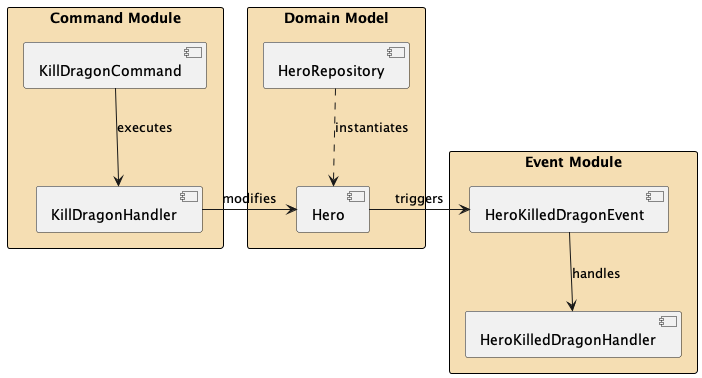 Command Module
Domain Model
KillDragonCommand
HeroRepository
executes
instantiates
Event Module
KillDragonHandler
modifies
Hero
triggers
HeroKilledDragonEvent
handles
HeroKilledDragonHandler